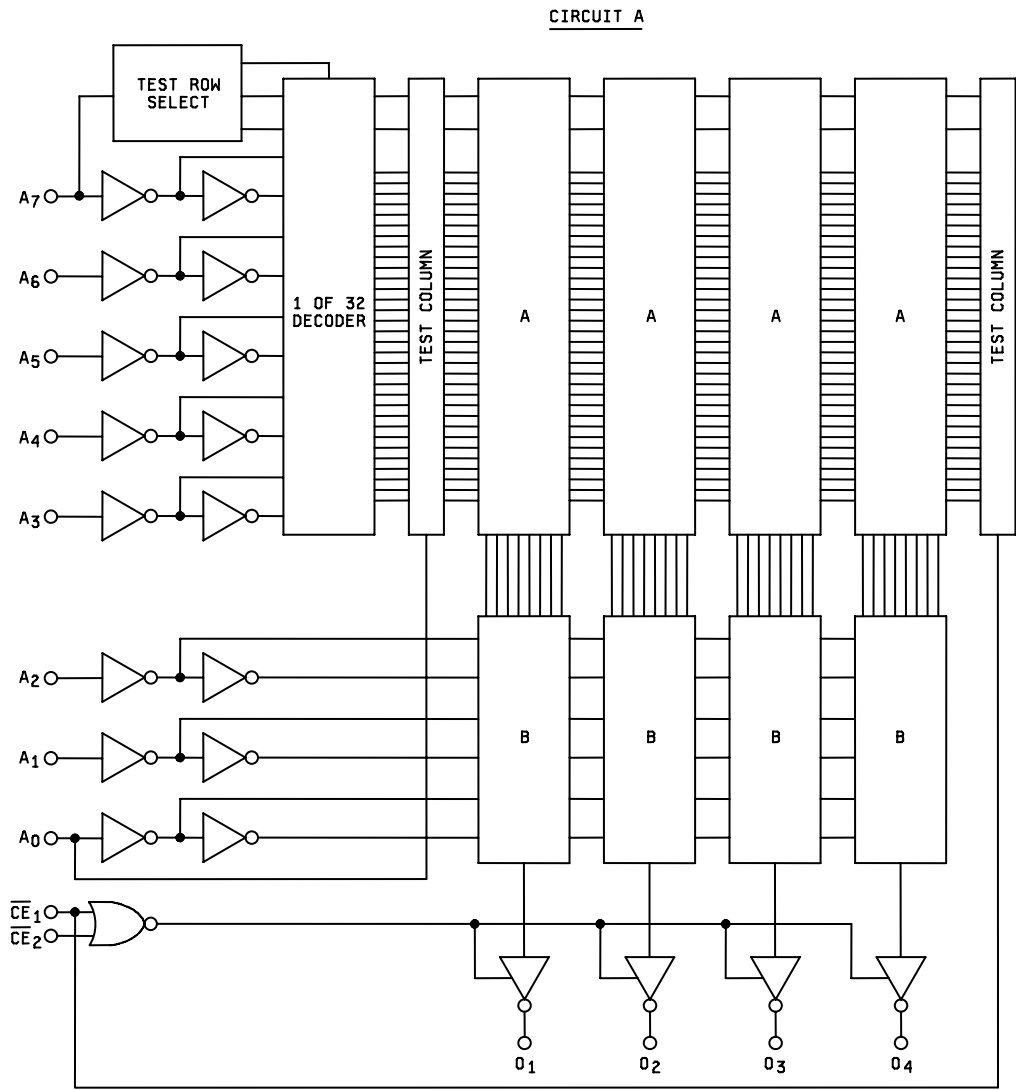 CIRCUIT A
TEST ROW
SELECT
A7
A6
A5
A4
A3
1 OF 32
DECODER
TEST COLUMN
A
A
A
A
TEST COLUMN
A2
A1
A0
B
B
B
B
CE1
CE2
O1
O2
O3
O4